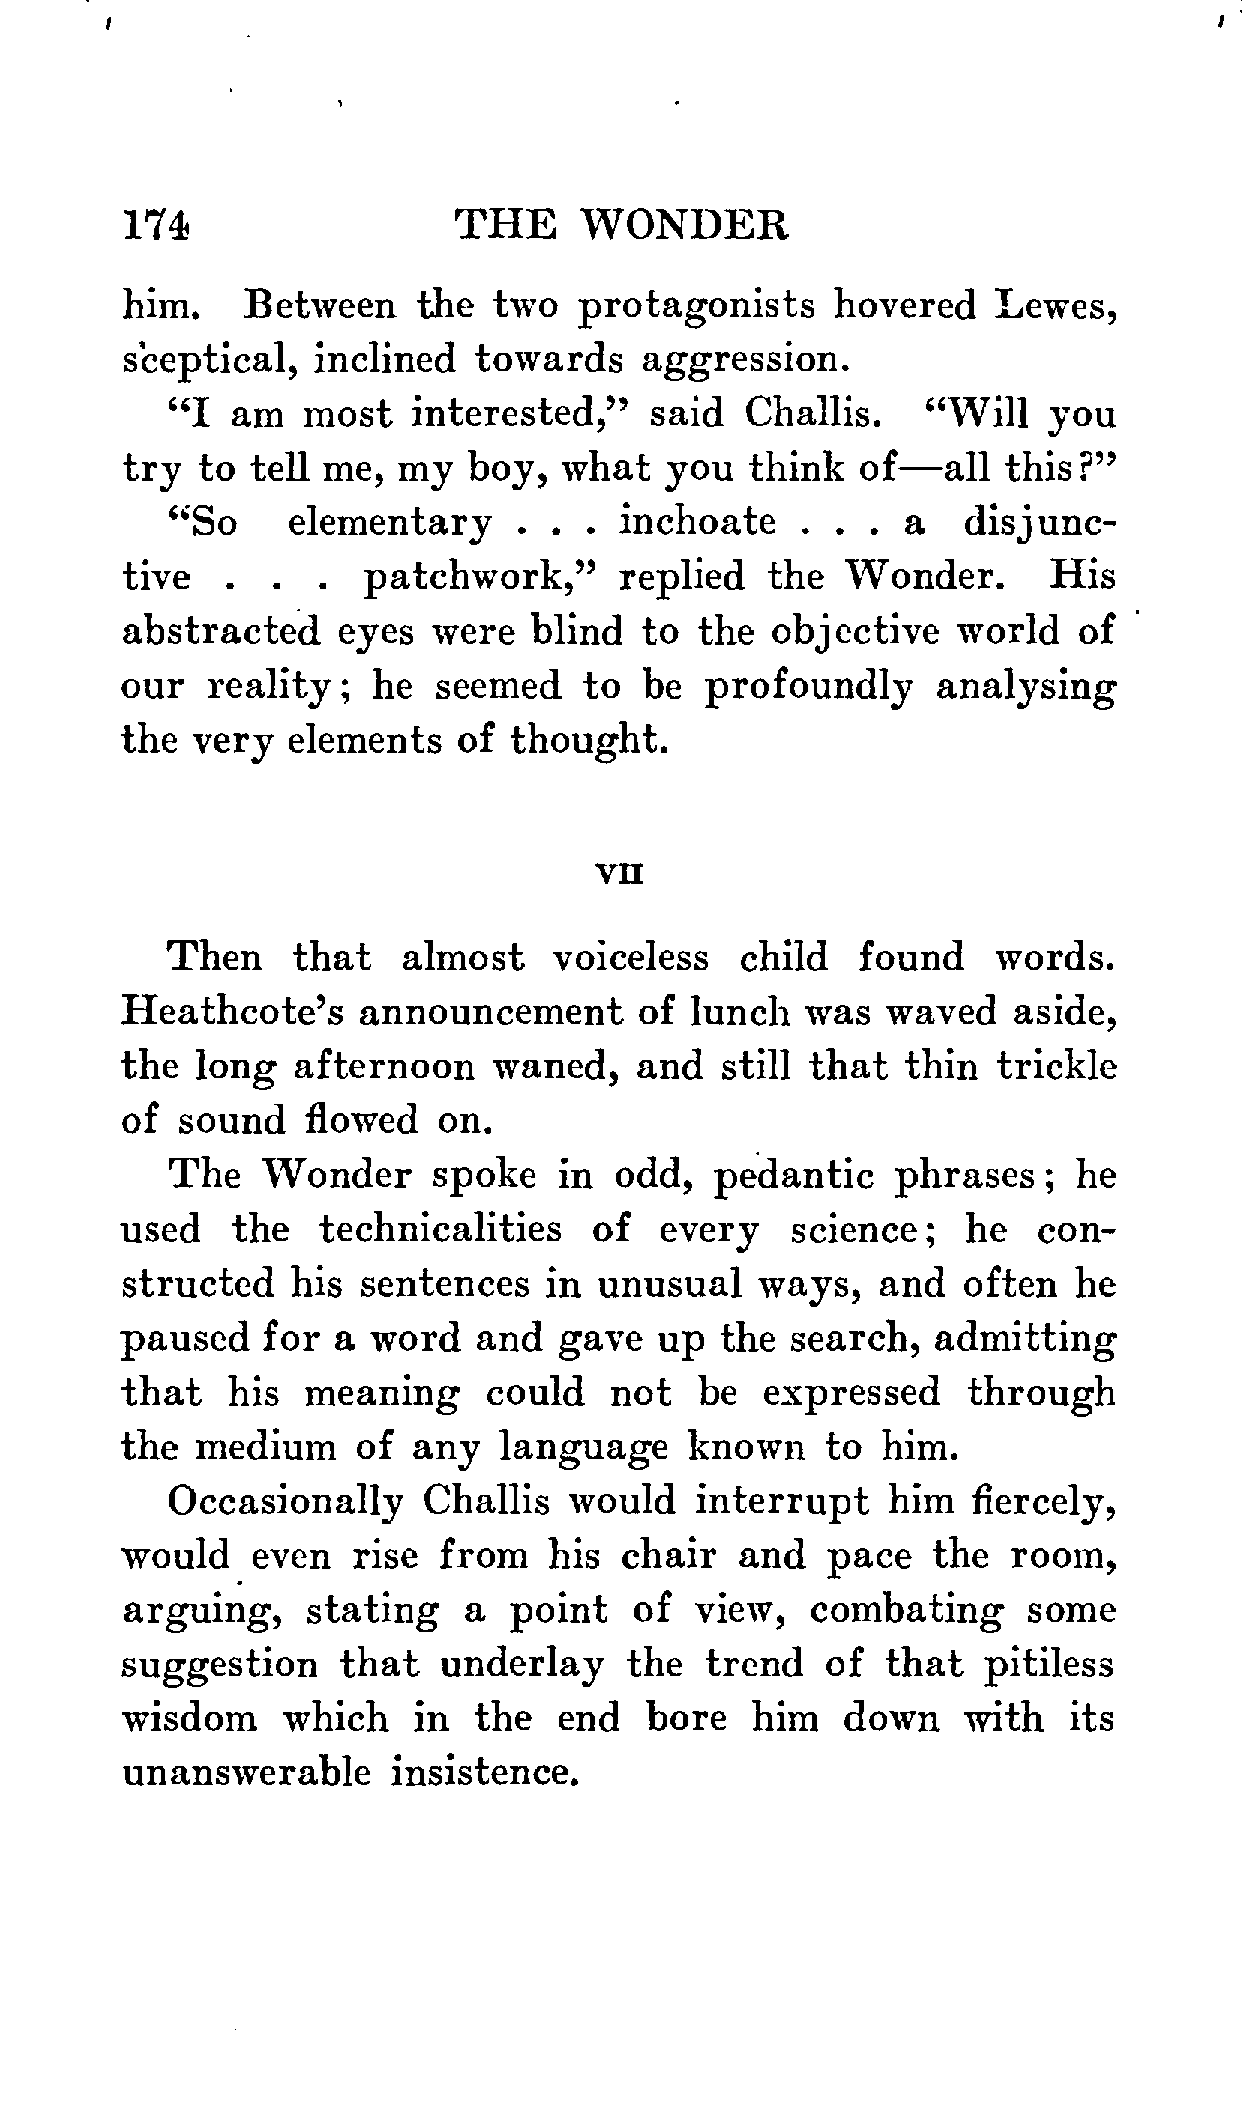 174 THE WONDER
him. Between the two protagonists hovered Lewes,
sceptical, inclined towards aggression.
“I am most interested,” said Challis. “Will you
try to tell me, my boy, what you think of—all this?”
“So elementary . . . inchoate . . . a disjunc-
tive . . . patchwork,” replied the Wonder. His
abstracted eyes were blind to the objective world of
our reality; he seemed to be profoundly analysing
the very elements of thought.
VII
Then that almost voiceless child found words.
Heathcote’s announcement of lunch was waved aside,
the long afternoon waned, and still that thin trickle
of sound flowed on.
The Wonder spoke in odd, pedantic phrases; he
used the technicalities of every science; he con-
structed his sentences in unusual ways, and often he
paused for a word and gave up the search, admitting
that his meaning could not be expressed through
the medium of any language known to him.
Occasionally Challis would interrupt him fiercely,
would even rise from his chair and pace the room,
arguing, stating a point of view, combating some
suggestion that underlay the trend of that pitiless
wisdom which in the end bore him down with its
unanswerable insistence.